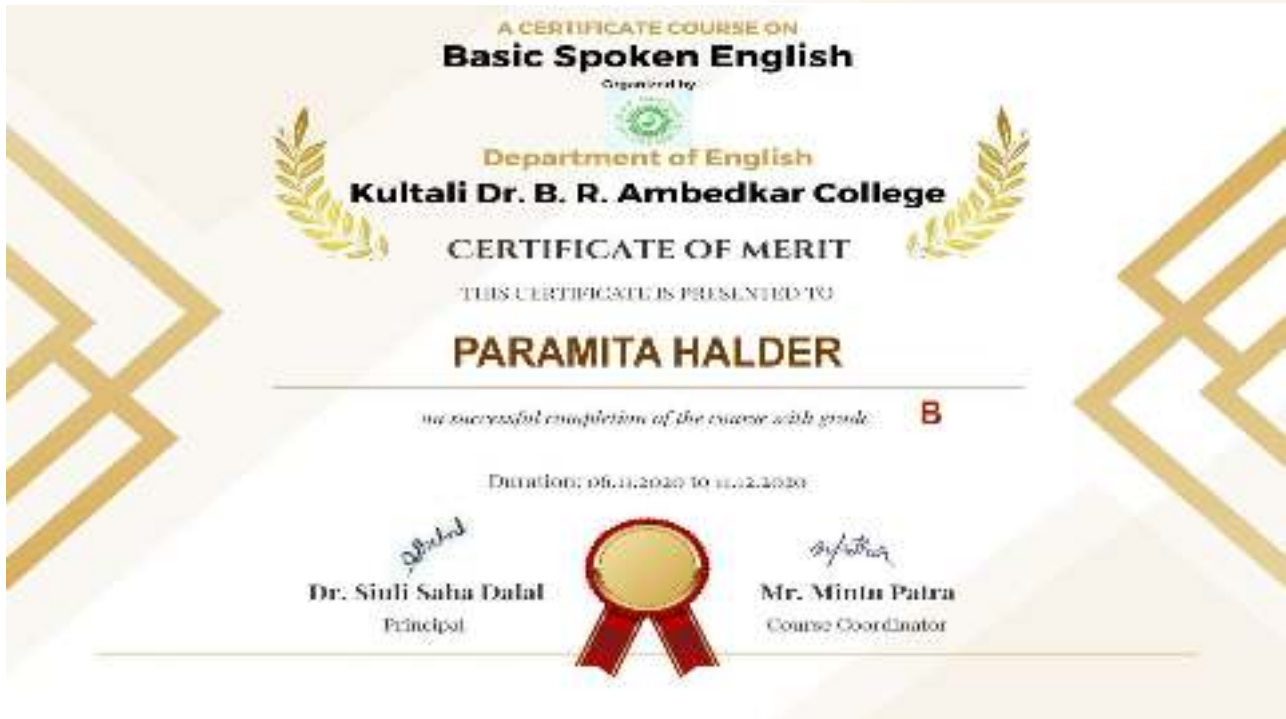 A CERTIFICATE COURSE ON
Basic Spoken English
Organized by
Department of English
Kultali Dr. B. R. Ambedkar College
CERTIFICATE OF MERIT
THIS CERTIFICATE IS PRESENTED TO
PARAMITA HALDER
on successful completion of the course with grade B
Duration: 06.11.2020 to 11.12.2020
Dr. Siuli Saha Dalal
Mr. Mintu Patra
Principal
Course Coordinator